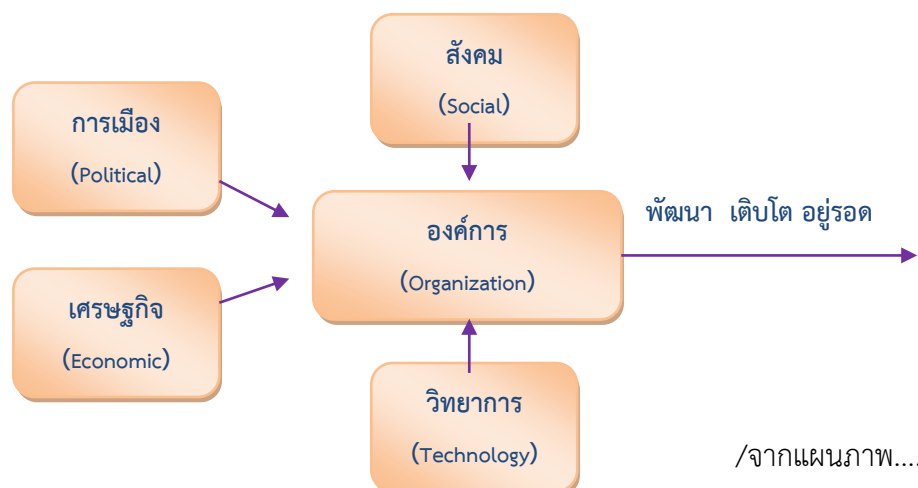 สังคม
(Social)
การเมือง
(Political)
องค์การ
(Organization)
พัฒนา เติบโต อยู่รอด
เศรษฐกิจ
(Economic)
วิทยาการ
(Technology)
/จากแผนภาพ....